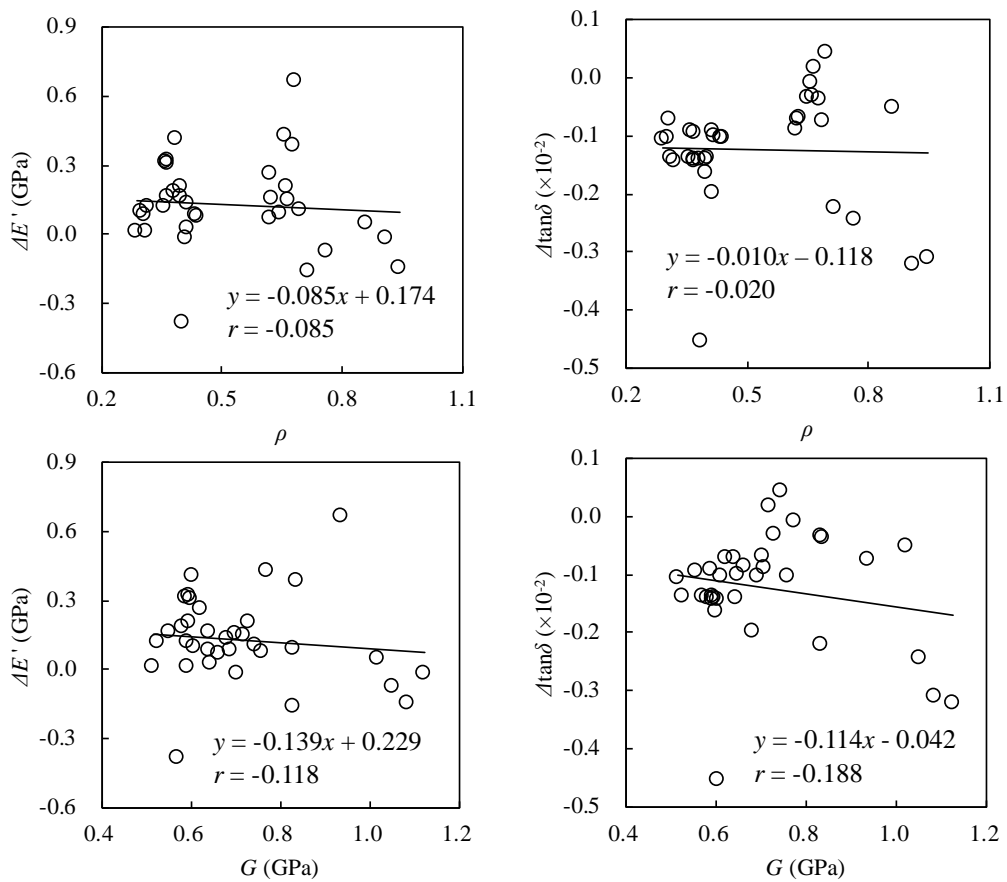 0.9
0.6
0.3
0.0
-0.3
-0.6
ΔE ' (GPa)
y = -0.085x + 0.174
r = -0.085
0.2
0.5
0.8
1.1
ρ
0.1
0.0
-0.1
-0.2
-0.3
-0.4
-0.5
Δtanδ (×10⁻²)
y = -0.010x – 0.118
r = -0.020
0.2
0.4
0.6
0.8
1.0
ρ
0.9
0.6
0.3
0.0
-0.3
-0.6
ΔE ' (GPa)
y = -0.139x + 0.229
r = -0.118
0.4
0.6
0.8
1.0
1.2
G (GPa)
0.1
0.0
-0.1
-0.2
-0.3
-0.4
-0.5
Δtanδ (×10⁻²)
y = -0.114x - 0.042
r = -0.188
0.4
0.6
0.8
1.0
1.2
G (GPa)